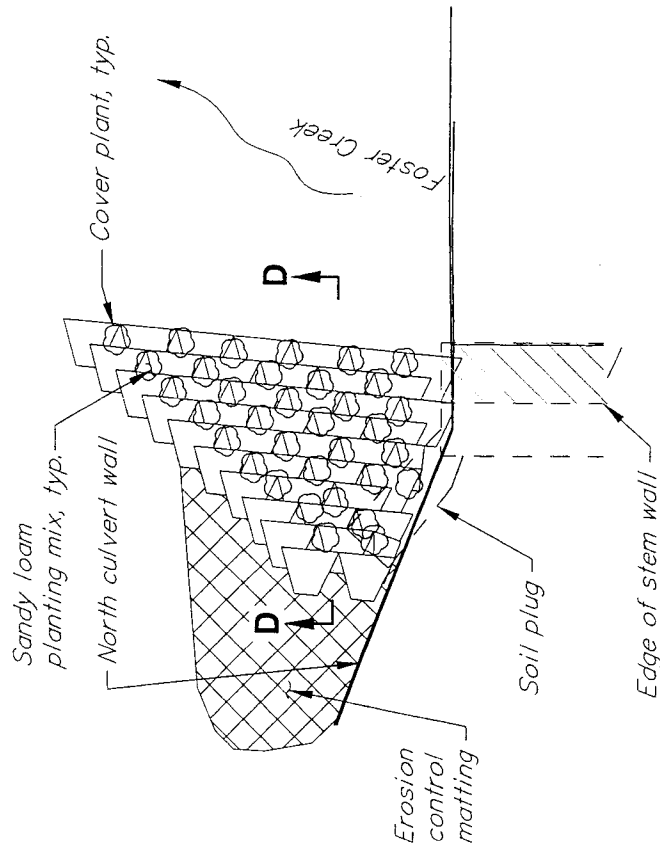 Sandy loam
planting mix, typ.
North culvert wall
Cover plant, typ.
Foster Creek
D
D
Erosion
control
matting
Soil plug
Edge of stem wall